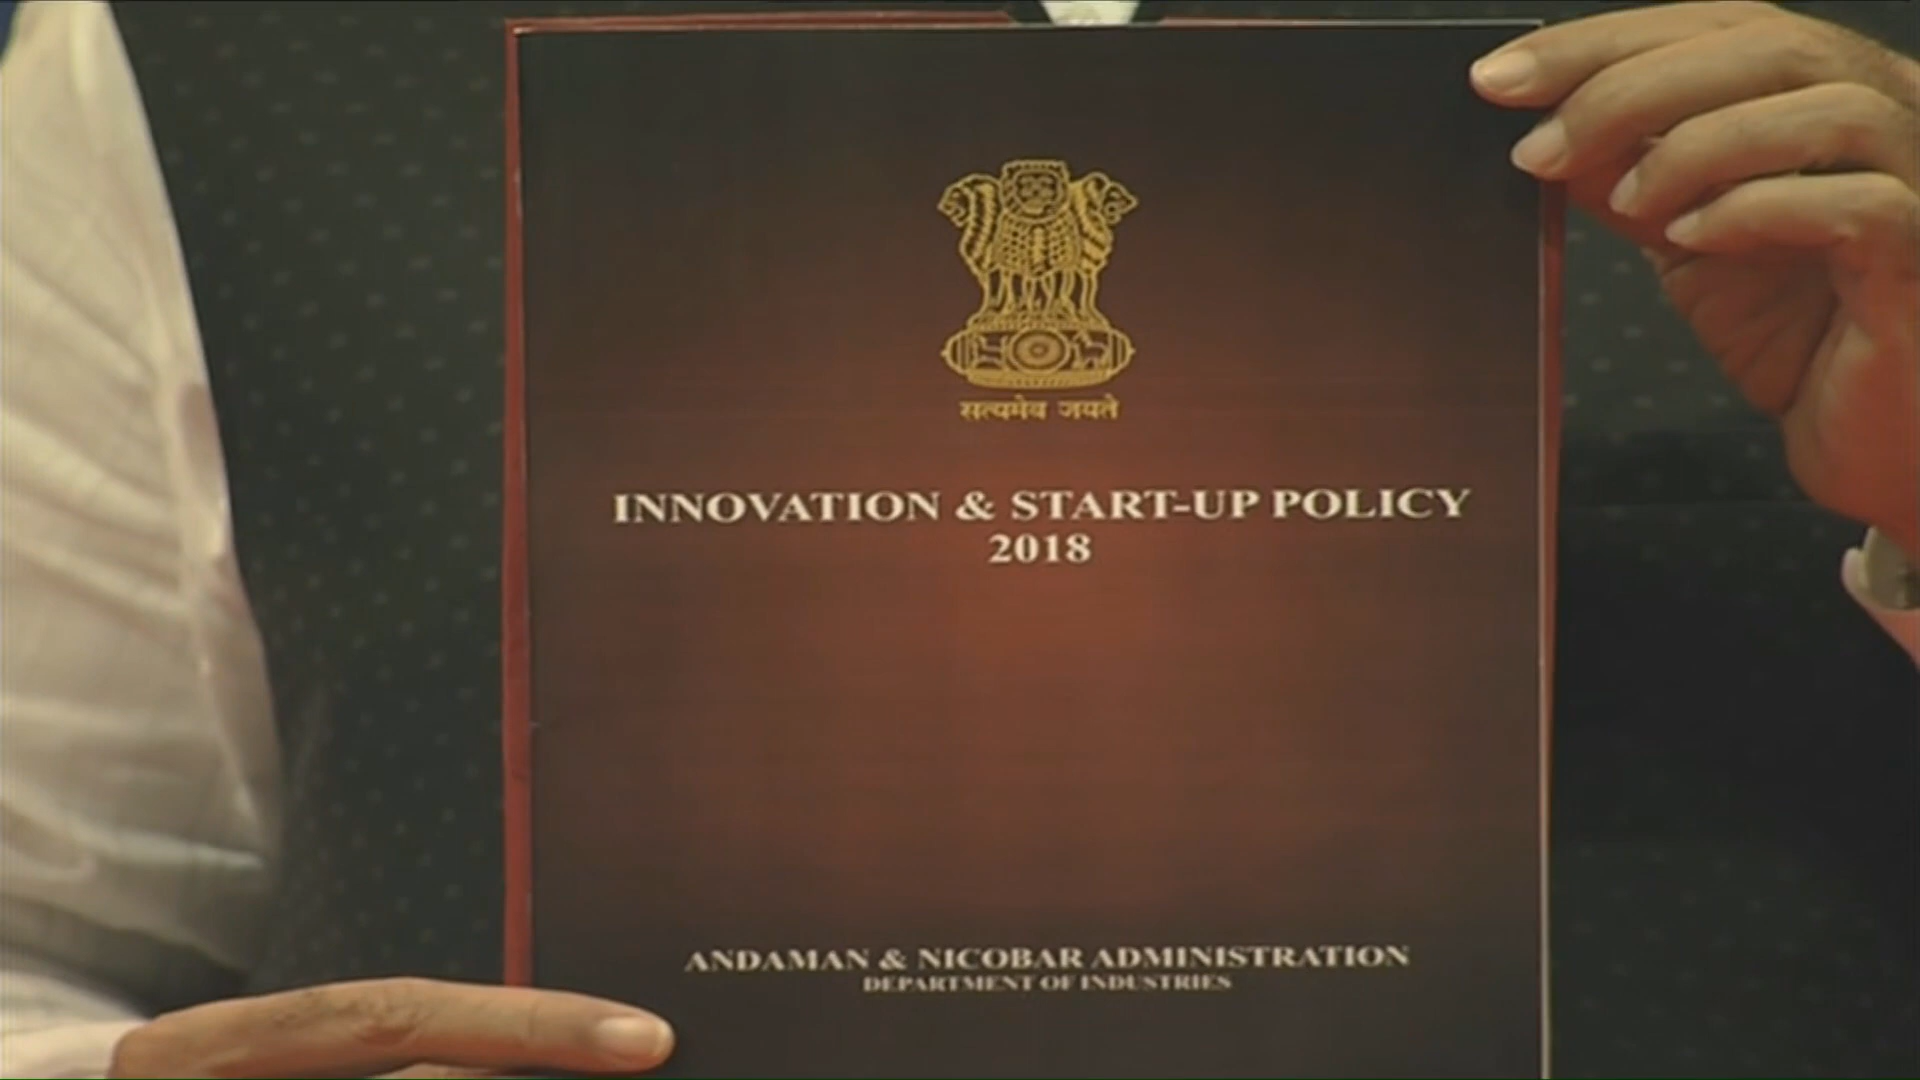 सत्यमेव जयते
INNOVATION & START-UP POLICY
2018
ANDAMAN & NICOBAR ADMINISTRATION
DEPARTMENT OF INDUSTRIES